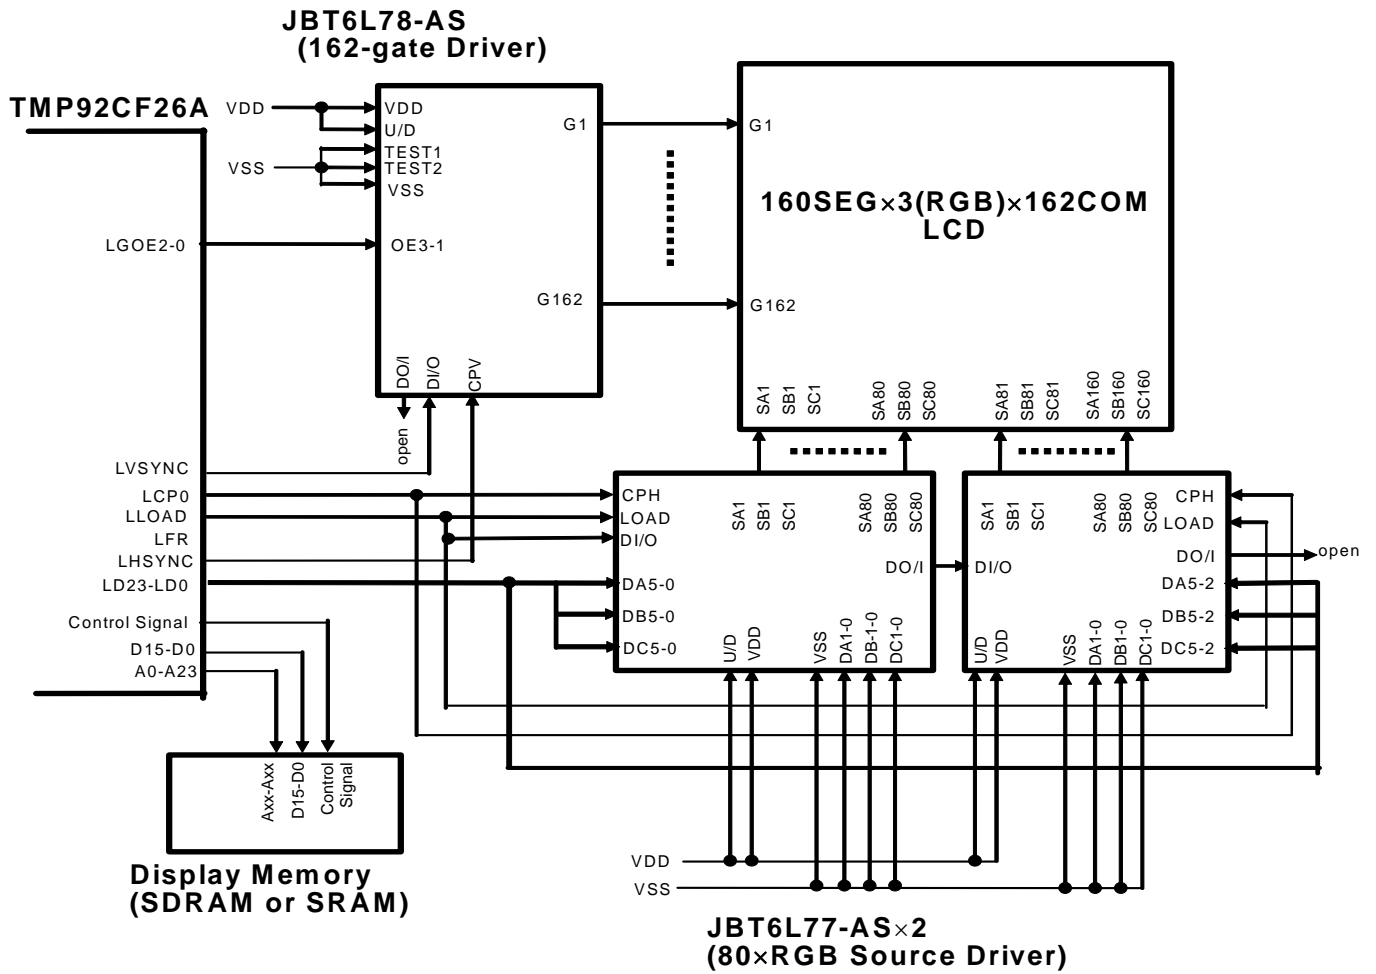 JBT6L78-AS
(162-gate Driver)
TMP92CF26A
VDD
VSS
VDD
U/D
TEST1
TEST2
VSS
OE3-1
G1
G162
DO/I
DI/O
CPV
open
G1
G162
160SEG×3(RGB)×162COM
LCD
SA1
SB1
SC1
SA80
SB80
SC80
SA81
SB81
SC81
SA160
SB160
SC160
LGOE2-0
LVSYNC
LCP0
LLOAD
LFR
LHSYNC
LD23-LD0
Control Signal
D15-D0
A0-A23
CPH
LOAD
DI/O
DA5-0
DB5-0
DC5-0
SA1
SB1
SC1
SA80
SB80
SC80
DO/I
U/D
VDD
VSS
DA1-0
DB-1-0
DC1-0
SA1
SB1
SC1
SA80
SB80
SC80
DI/O
CPH
LOAD
DO/I
DA5-2
DB5-2
DC5-2
U/D
VDD
VSS
DA1-0
DB1-0
DC1-0
open
Axx-Axx
D15-D0
Control
Signal
Display Memory
(SDRAM or SRAM)
VDD
VSS
JBT6L77-AS×2
(80×RGB Source Driver)